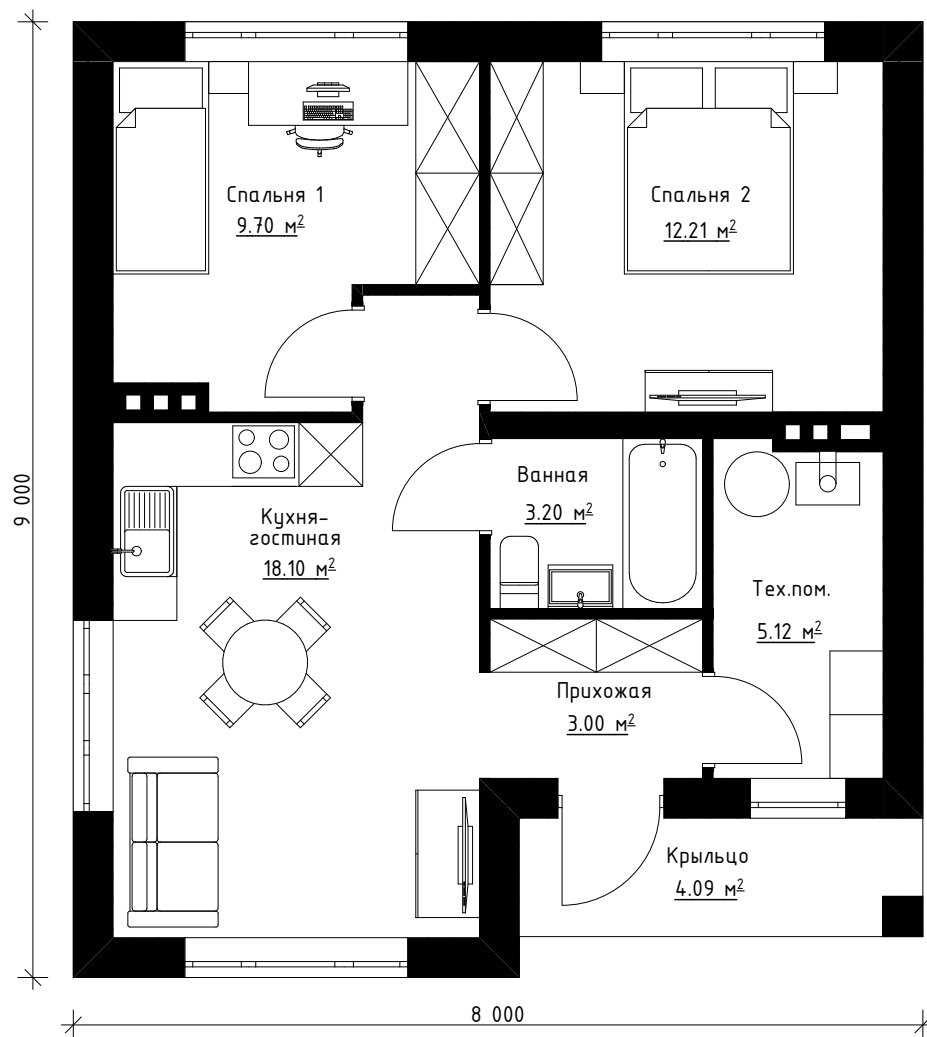 Спальня 1
9.70 м²
Спальня 2
12.21 м²
Ванная
3.20 м²
Кухня-
гостиная
18.10 м²
Тех.пом.
5.12 м²
Прихожая
3.00 м²
Крыльцо
4.09 м²
9 000
8 000